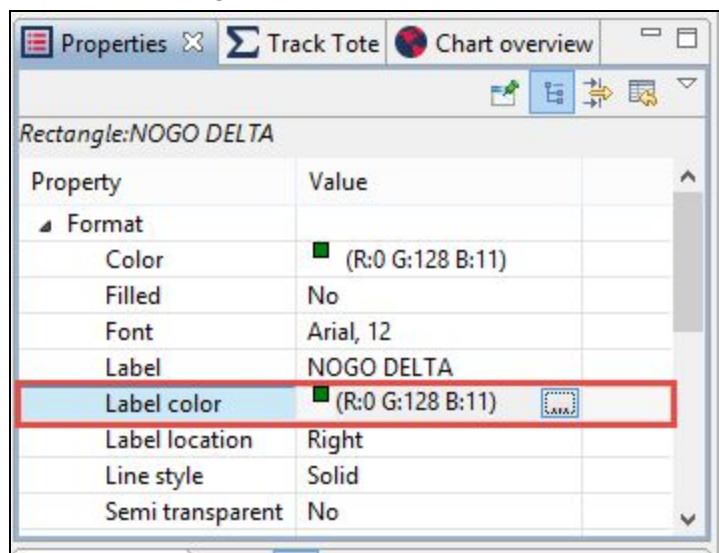 Properties Track Tote Chart overview
Rectangle:NOGO DELTA
Property Value
Format
Color (R:0 G:128 B:11)
Filled No
Font Arial, 12
Label NOGO DELTA
Label color (R:0 G:128 B:11) ...
Label location Right
Line style Solid
Semi transparent No